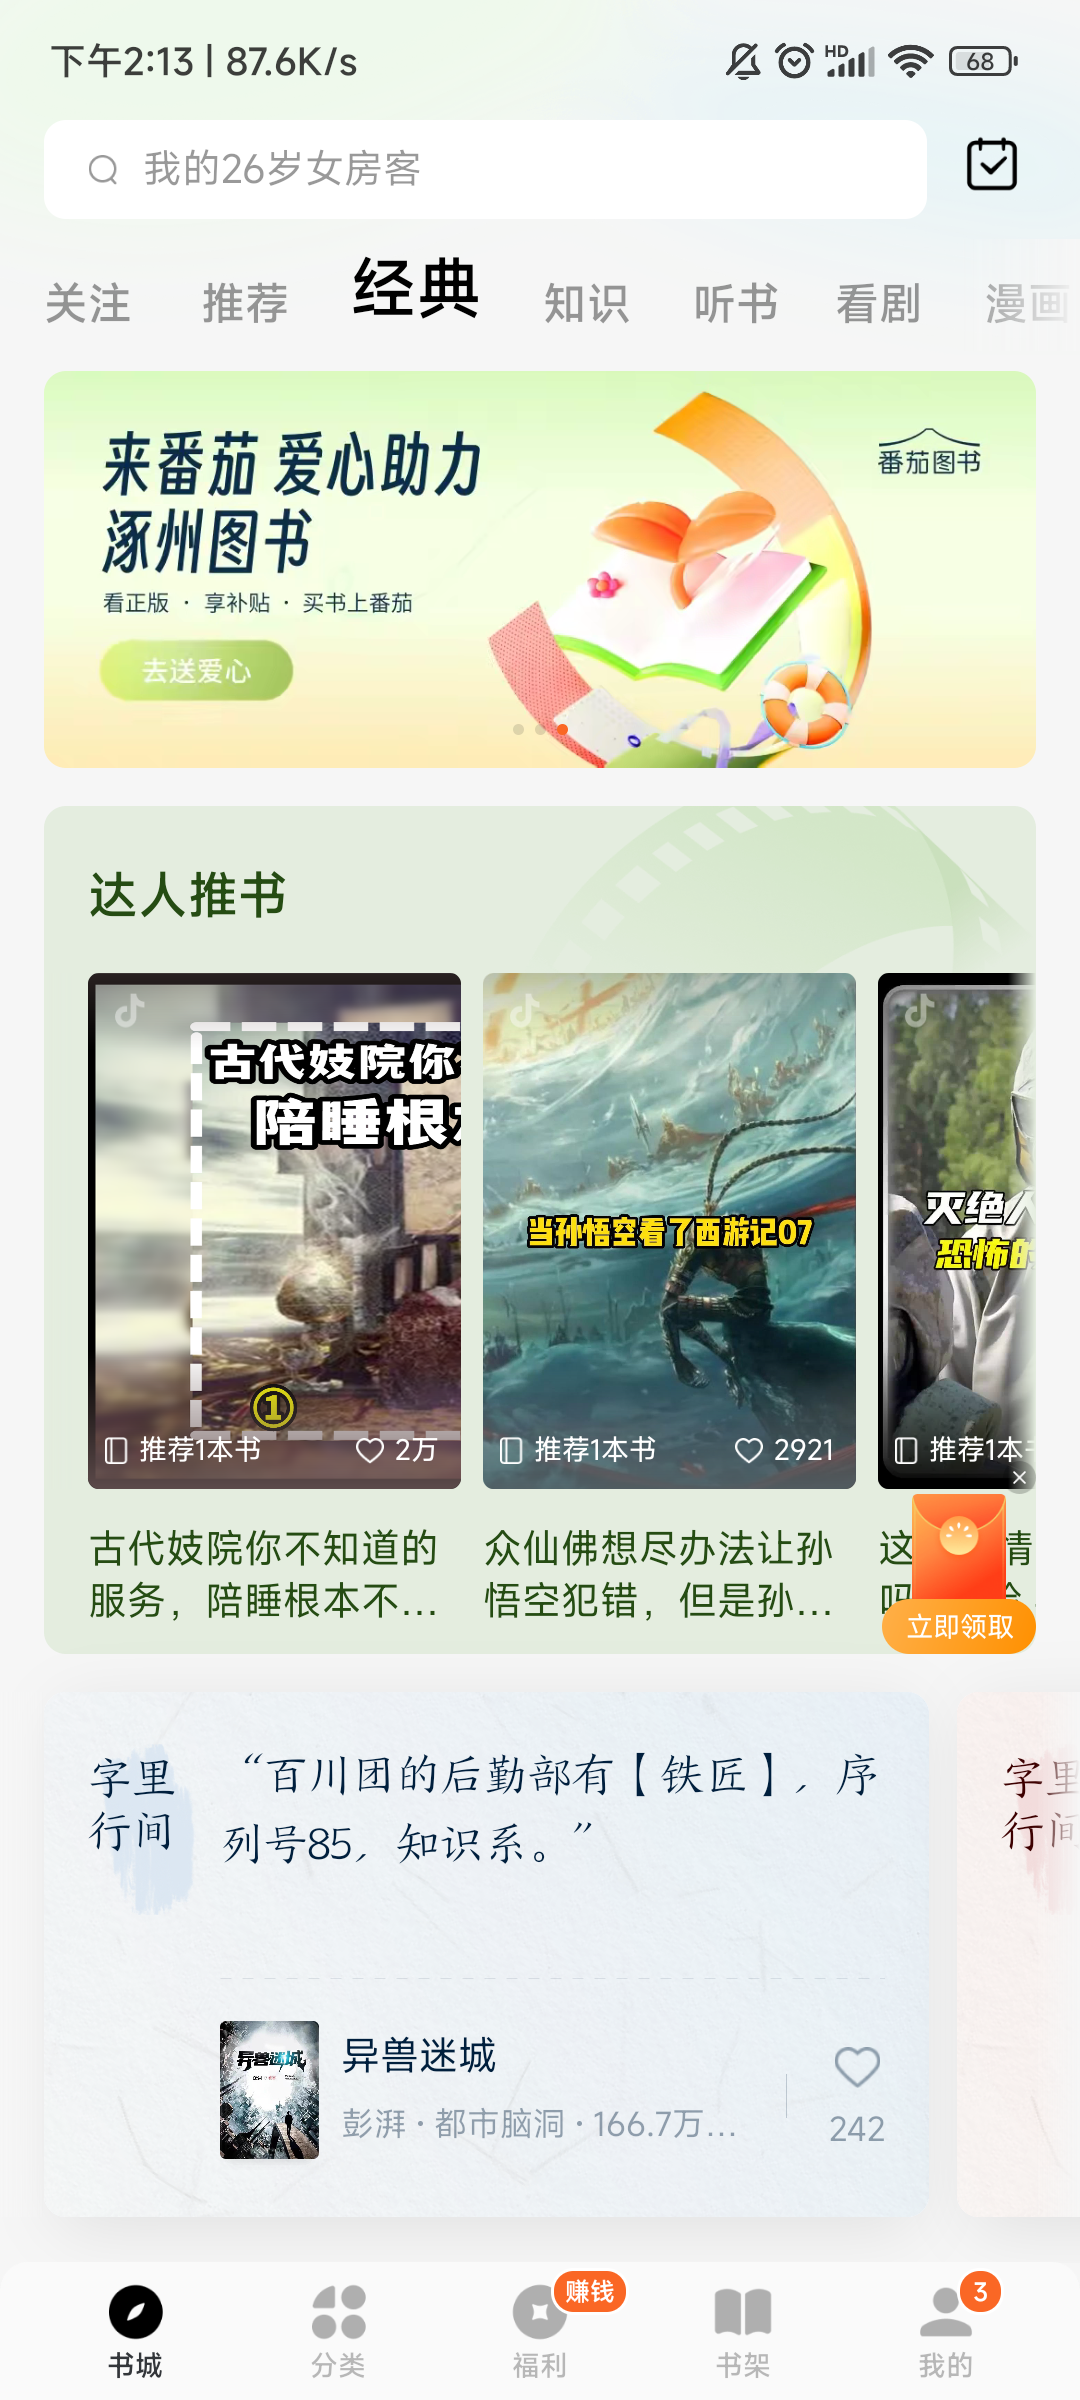 下午2:13 | 87.6K/s
HD
68
我的26岁女房客
关注 推荐 经典 知识 听书 看剧 漫画
来番茄 爱心助力
涿州图书
看正版 · 享补贴 · 买书上番茄
去送爱心
番茄图书
达人推书
古代妓院你
陪睡根
①
推荐1本书 2万
古代妓院你不知道的
服务，陪睡根本不...
当孙悟空看了西游记07
推荐1本书 2921
众仙佛想尽办法让孙
悟空犯错，但是孙...
灭绝人
恐怖的
推荐1本书
这 情
吗
立即领取
字里
行间
“百川团的后勤部有【铁匠】，序
列号85，知识系。”
异兽迷城
异兽迷城
彭湃 · 都市脑洞 · 166.7万...
242
字里
行间
书城
分类
赚钱
福利
书架
3
我的